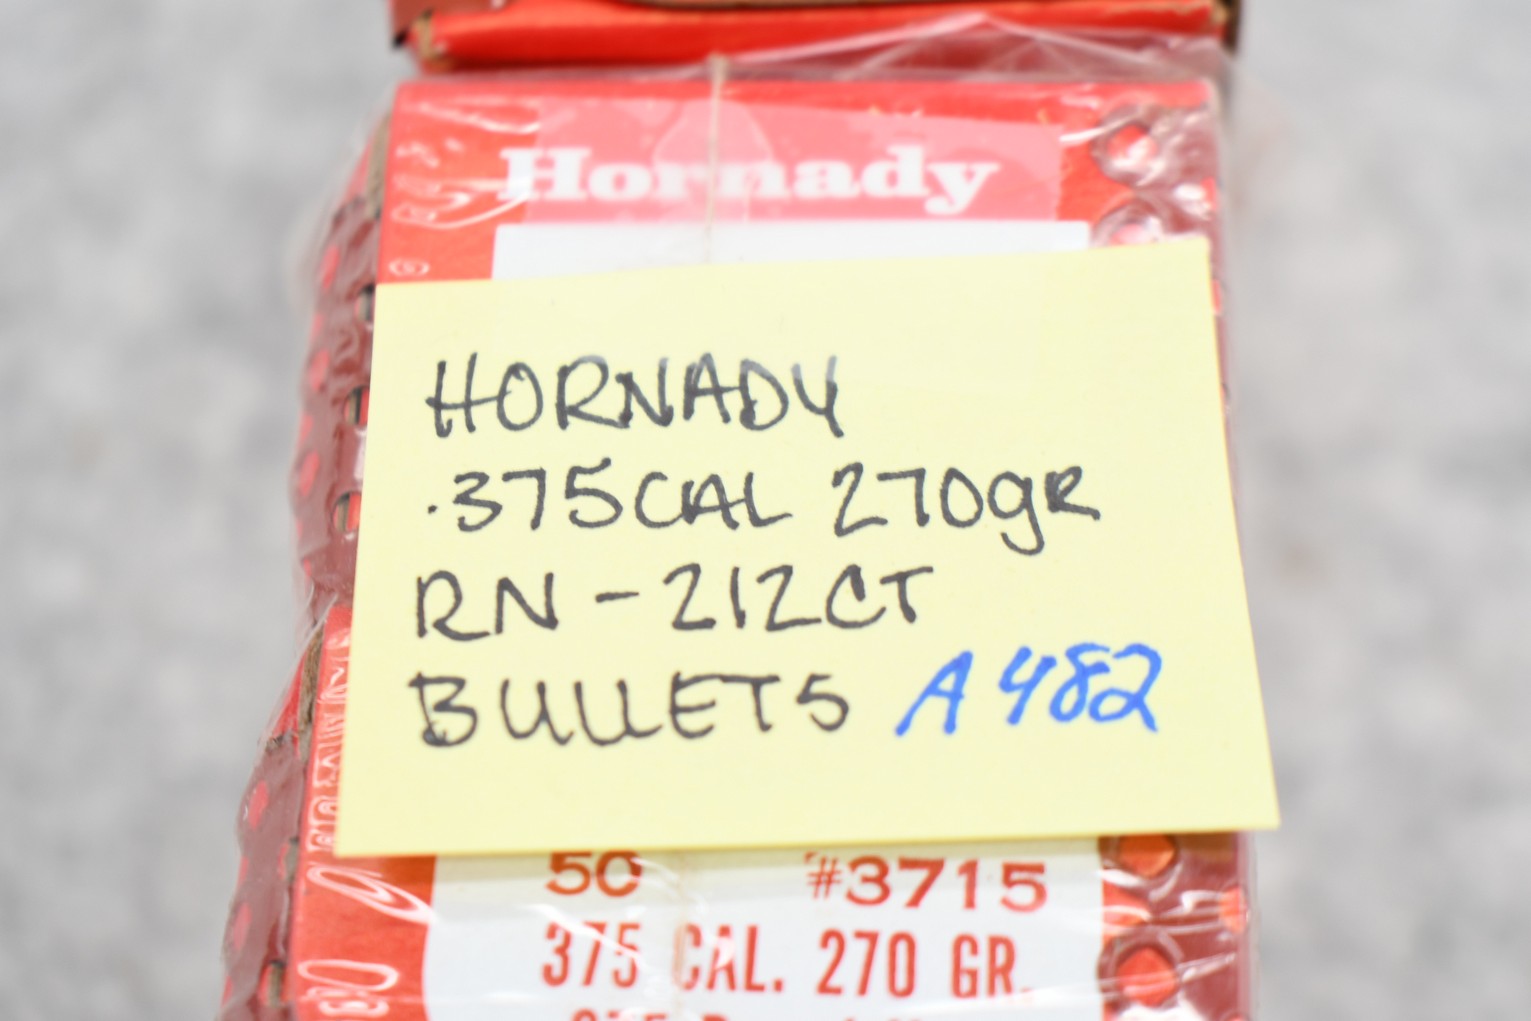 Hornady
HORNADY
.375CAL 270gR
RN-212CT
BULLETS A482
50 #3715
375 CAL. 270 GR.